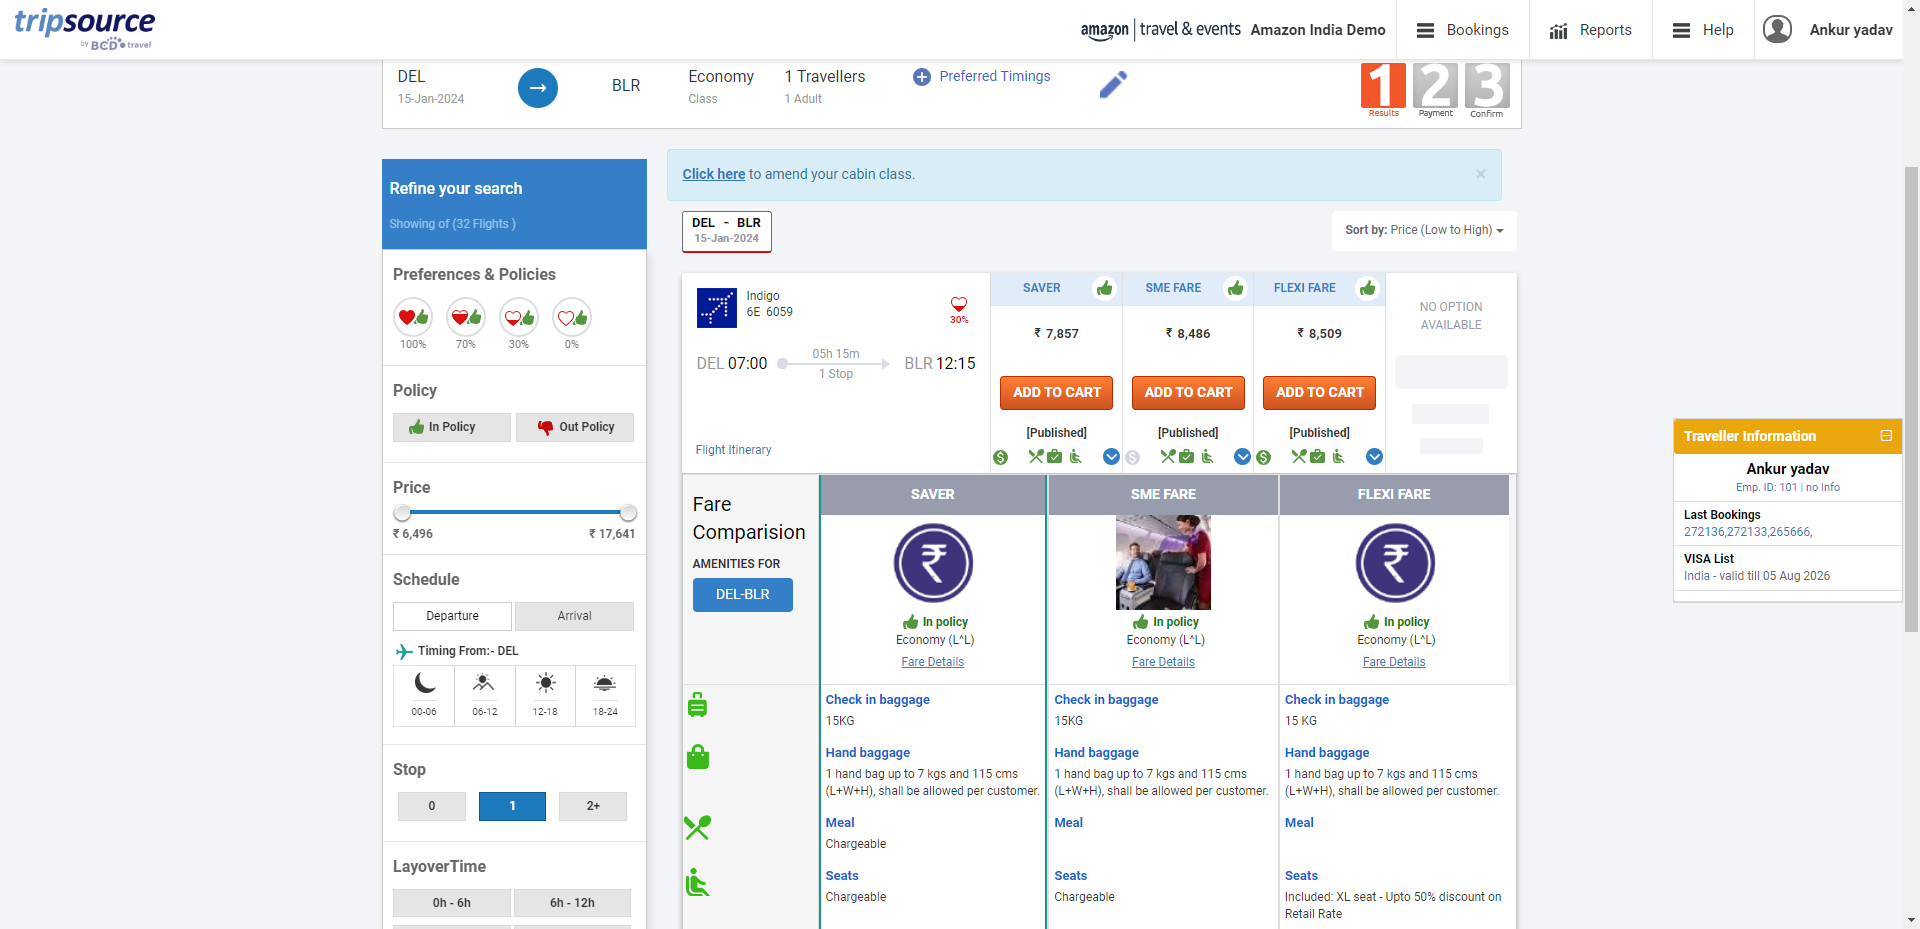 tripsource
by BCD travel
amazon | travel & events
Amazon India Demo
Bookings
Reports
Help
Ankur yadav
DEL
15-Jan-2024
BLR
Economy
Class
1 Travellers
1 Adult
Preferred Timings
1 2 3
Results Payment Confirm
Refine your search
Showing of (32 Flights )
Preferences & Policies
100% 70% 30% 0%
Policy
In Policy
Out Policy
Price
₹ 6,496 ₹ 17,641
Schedule
Departure
Arrival
Timing From:- DEL
00-06 06-12 12-18 18-24
Stop
0 1 2+
LayoverTime
0h - 6h 6h - 12h
Click here to amend your cabin class.
×
DEL - BLR
15-Jan-2024
Sort by: Price (Low to High)
Indigo
6E 6059
30%
DEL 07:00
05h 15m
1 Stop
BLR 12:15
Flight Itinerary
SAVER
₹ 7,857
ADD TO CART
[Published]
SME FARE
₹ 8,486
ADD TO CART
[Published]
FLEXI FARE
₹ 8,509
ADD TO CART
[Published]
NO OPTION
AVAILABLE
Fare
Comparision
AMENITIES FOR
DEL-BLR
SAVER
₹
In policy
Economy (L^L)
Fare Details
Check in baggage
15KG
Hand baggage
1 hand bag up to 7 kgs and 115 cms
(L+W+H), shall be allowed per customer.
Meal
Chargeable
Seats
Chargeable
SME FARE
In policy
Economy (L^L)
Fare Details
Check in baggage
15KG
Hand baggage
1 hand bag up to 7 kgs and 115 cms
(L+W+H), shall be allowed per customer.
Meal
Seats
Chargeable
FLEXI FARE
₹
In policy
Economy (L^L)
Fare Details
Check in baggage
15 KG
Hand baggage
1 hand bag up to 7 kgs and 115 cms
(L+W+H), shall be allowed per customer.
Meal
Seats
Included: XL seat - Upto 50% discount on
Retail Rate
Traveller Information
Ankur yadav
Emp. ID: 101 | no Info
Last Bookings
272136,272133,265666,
VISA List
India - valid till 05 Aug 2026